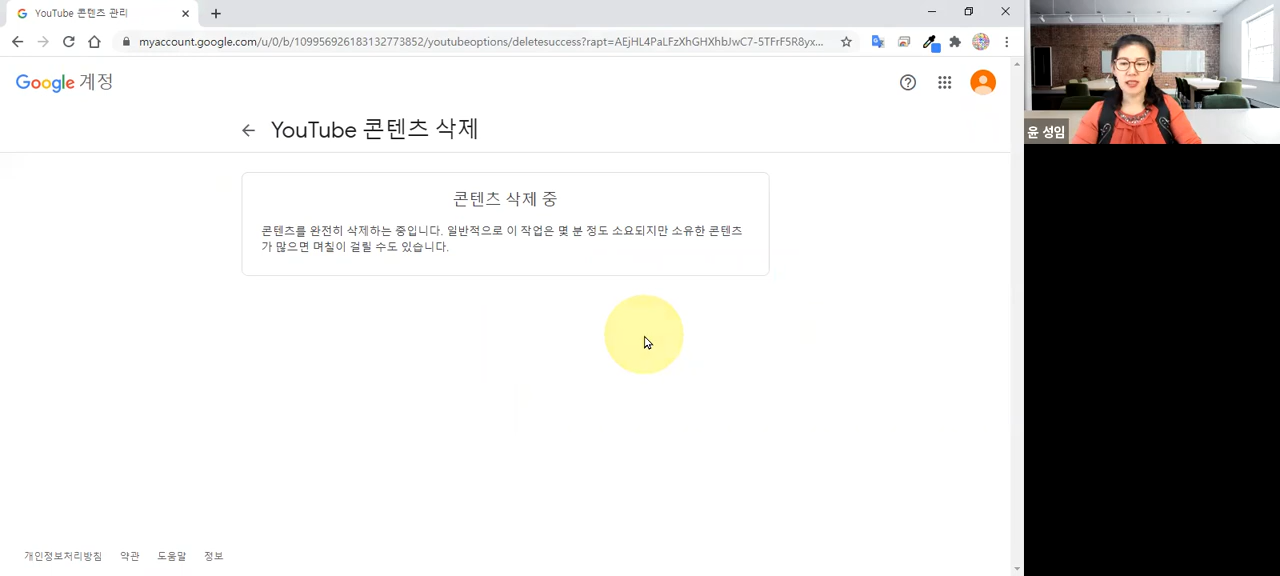 YouTube 콘텐츠 관리
myaccount.google.com/u/0/b/109956926183132773852/youtubeoptions/deletesuccess?rapt=AEjHL4PaLFzXhGHXhbJwC7-5TFrF5R8yx...
Google 계정
YouTube 콘텐츠 삭제
콘텐츠 삭제 중
콘텐츠를 완전히 삭제하는 중입니다. 일반적으로 이 작업은 몇 분 정도 소요되지만 소유한 콘텐츠
가 많으면 며칠이 걸릴 수도 있습니다.
윤 성임
개인정보처리방침 약관 도움말 정보